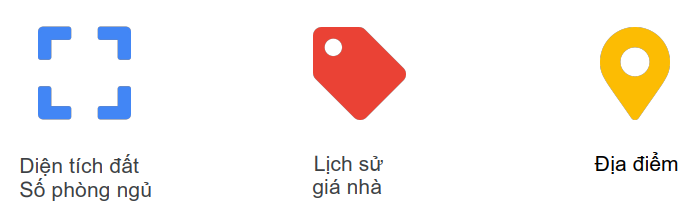 Diện tích đất
Số phòng ngủ
Lịch sử
giá nhà
Địa điểm